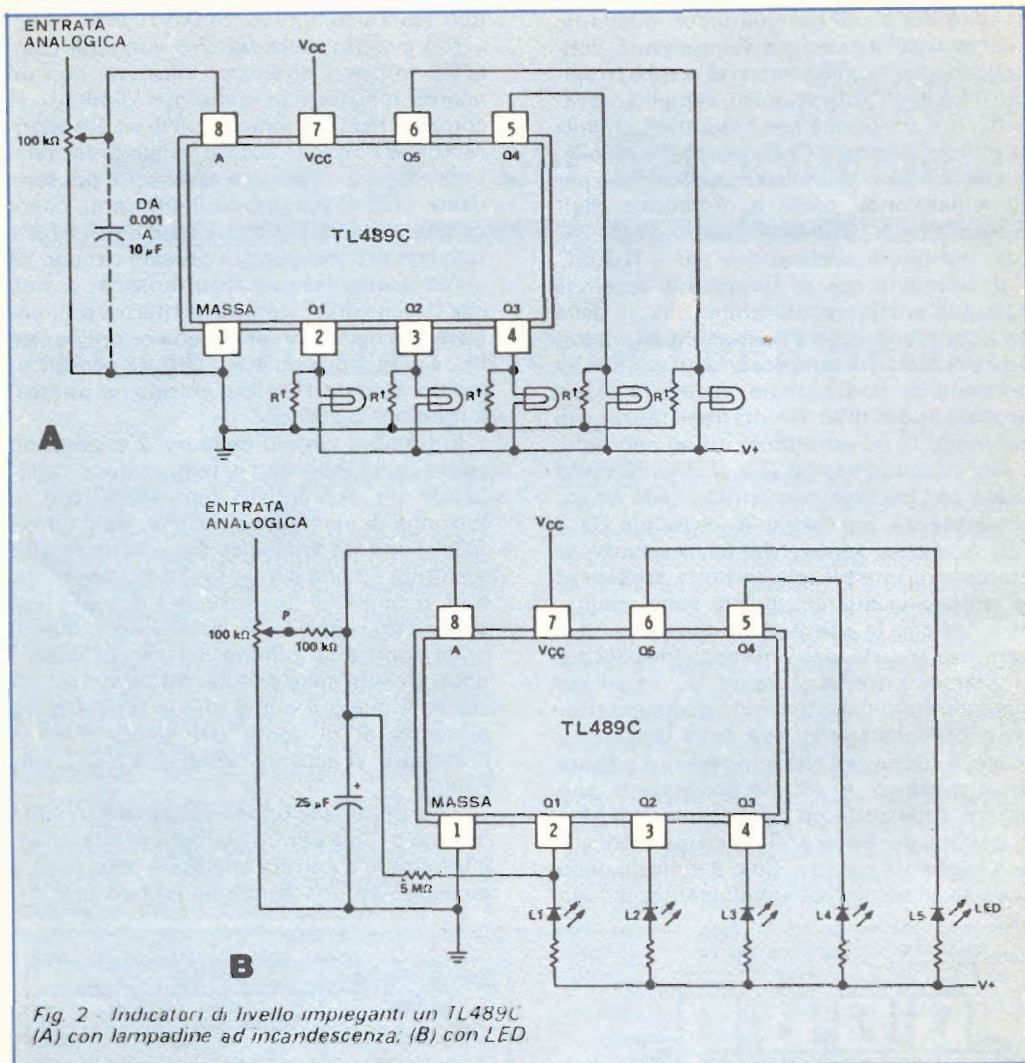 ENTRATA
ANALOGICA
VCC
8 7 6 5
A VCC Q5 Q4
100 kΩ
DA
0.001
A
10 µF
TL489C
MASSA Q1 Q2 Q3
1 2 3 4
R† R† R† R† R†
A
V+
ENTRATA
ANALOGICA
VCC
8 7 6 5
A VCC Q5 Q4
100 kΩ
P
100 kΩ
TL489C
25 µF
+
MASSA Q1 Q2 Q3
1 2 3 4
5 MΩ
L1 L2 L3 L4 L5 LED
B
V+
Fig. 2 - Indicatori di livello impieganti un TL489C.
(A) con lampadine ad incandescenza; (B) con LED.